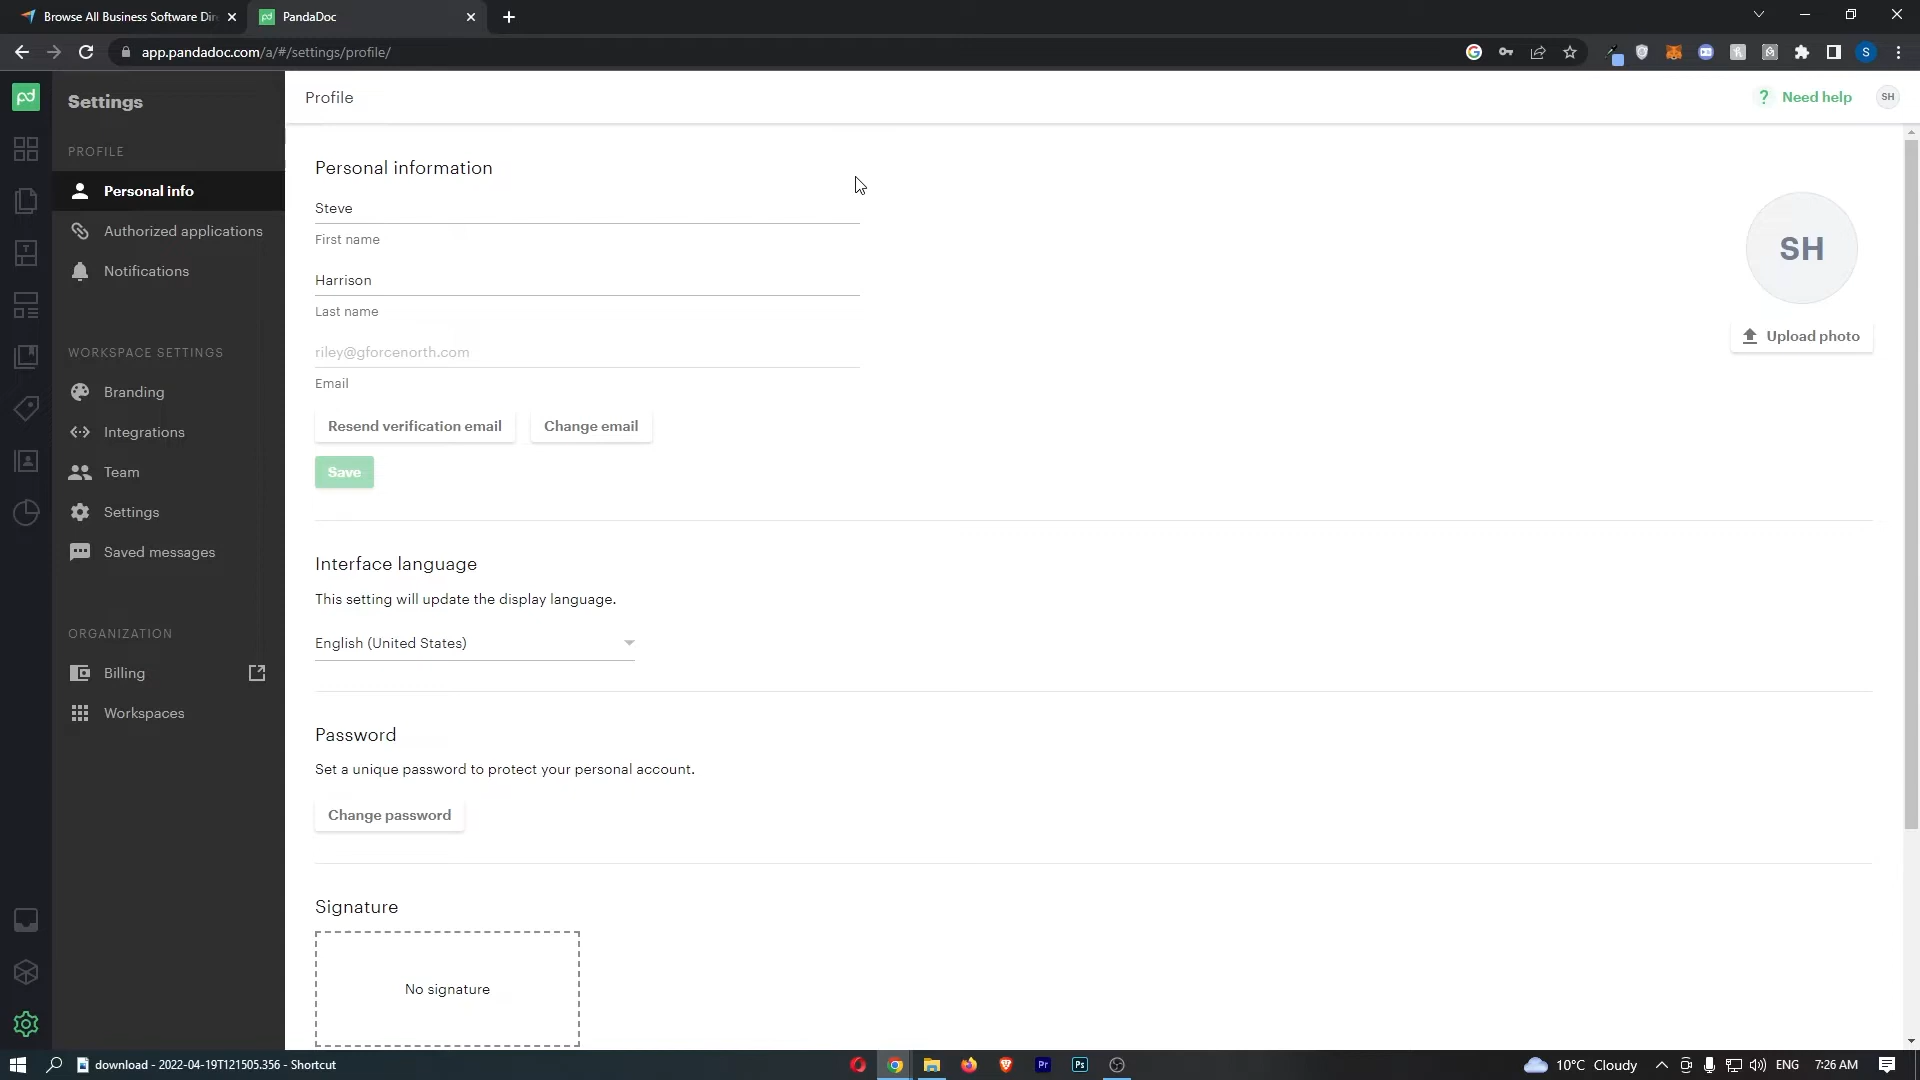 Browse All Business Software Dir
PandaDoc
app.pandadoc.com/a/#/settings/profile/
S
pd
Settings
PROFILE
Personal info
Authorized applications
Notifications
WORKSPACE SETTINGS
Branding
Integrations
Team
Settings
Saved messages
ORGANIZATION
Billing
Workspaces
Profile
? Need help
SH
Personal information
Steve
First name
Harrison
Last name
riley@gforcenorth.com
Email
Resend verification email
Change email
Save
SH
Upload photo
Interface language
This setting will update the display language.
English (United States)
Password
Set a unique password to protect your personal account.
Change password
Signature
No signature
download - 2022-04-19T121505.356 - Shortcut
Pr
Ps
10°C Cloudy
ENG
7:26 AM